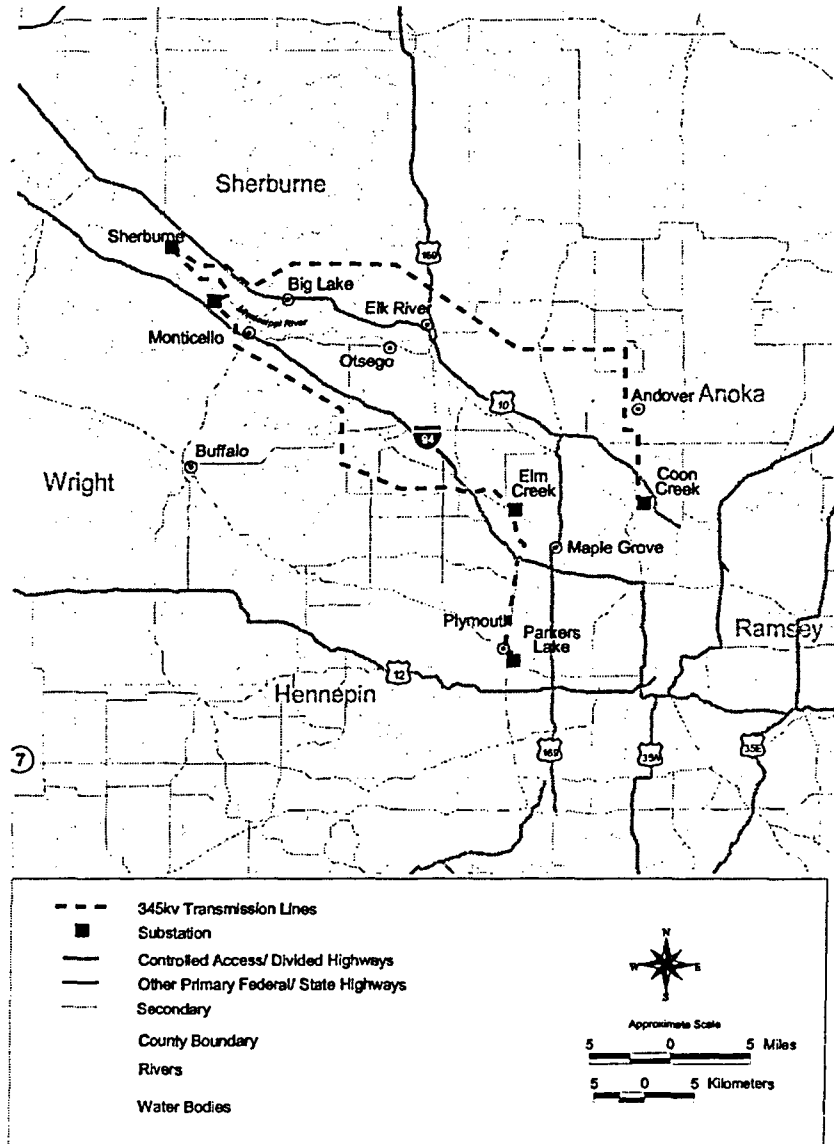 169
Sherburne
Sherburne
Big Lake
Mississippi River
Elk River
Monticello
Otsego
10
Andover
Anoka
94
Buffalo
Wright
Elm
Creek
Coon
Creek
Maple Grove
Plymouth
Parkers
Lake
Ramsey
12
Hennepin
7
169
35W
35E
345kv Transmission Lines
Substation
Controlled Access/ Divided Highways
Other Primary Federal/ State Highways
Secondary
County Boundary
Rivers
Water Bodies
N
W E
S
Approximate Scale
5 0 5 Miles
5 0 5 Kilometers